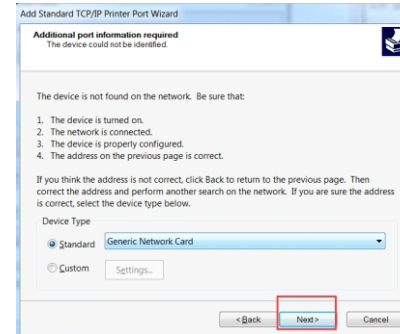 Add Standard TCP/IP Printer Port Wizard
Additional port information required
The device could not be identified.
The device is not found on the network. Be sure that:
1. The device is turned on.
2. The network is connected.
3. The device is properly configured.
4. The address on the previous page is correct.
If you think the address is not correct, click Back to return to the previous page. Then
correct the address and perform another search on the network. If you are sure the address
is correct, select the device type below.
Device Type
Standard Generic Network Card
Custom Settings...
< Back Next > Cancel